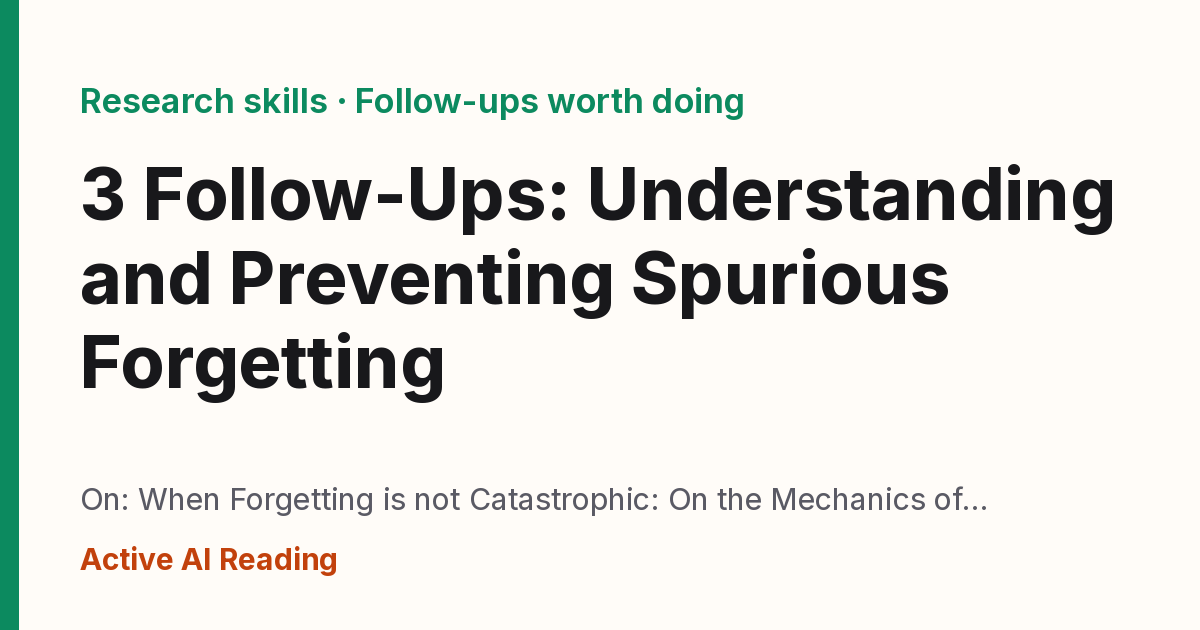 Research skills · Follow-ups worth doing
3 Follow-Ups: Understanding
and Preventing Spurious
Forgetting
On: When Forgetting is not Catastrophic: On the Mechanics of...
Active AI Reading